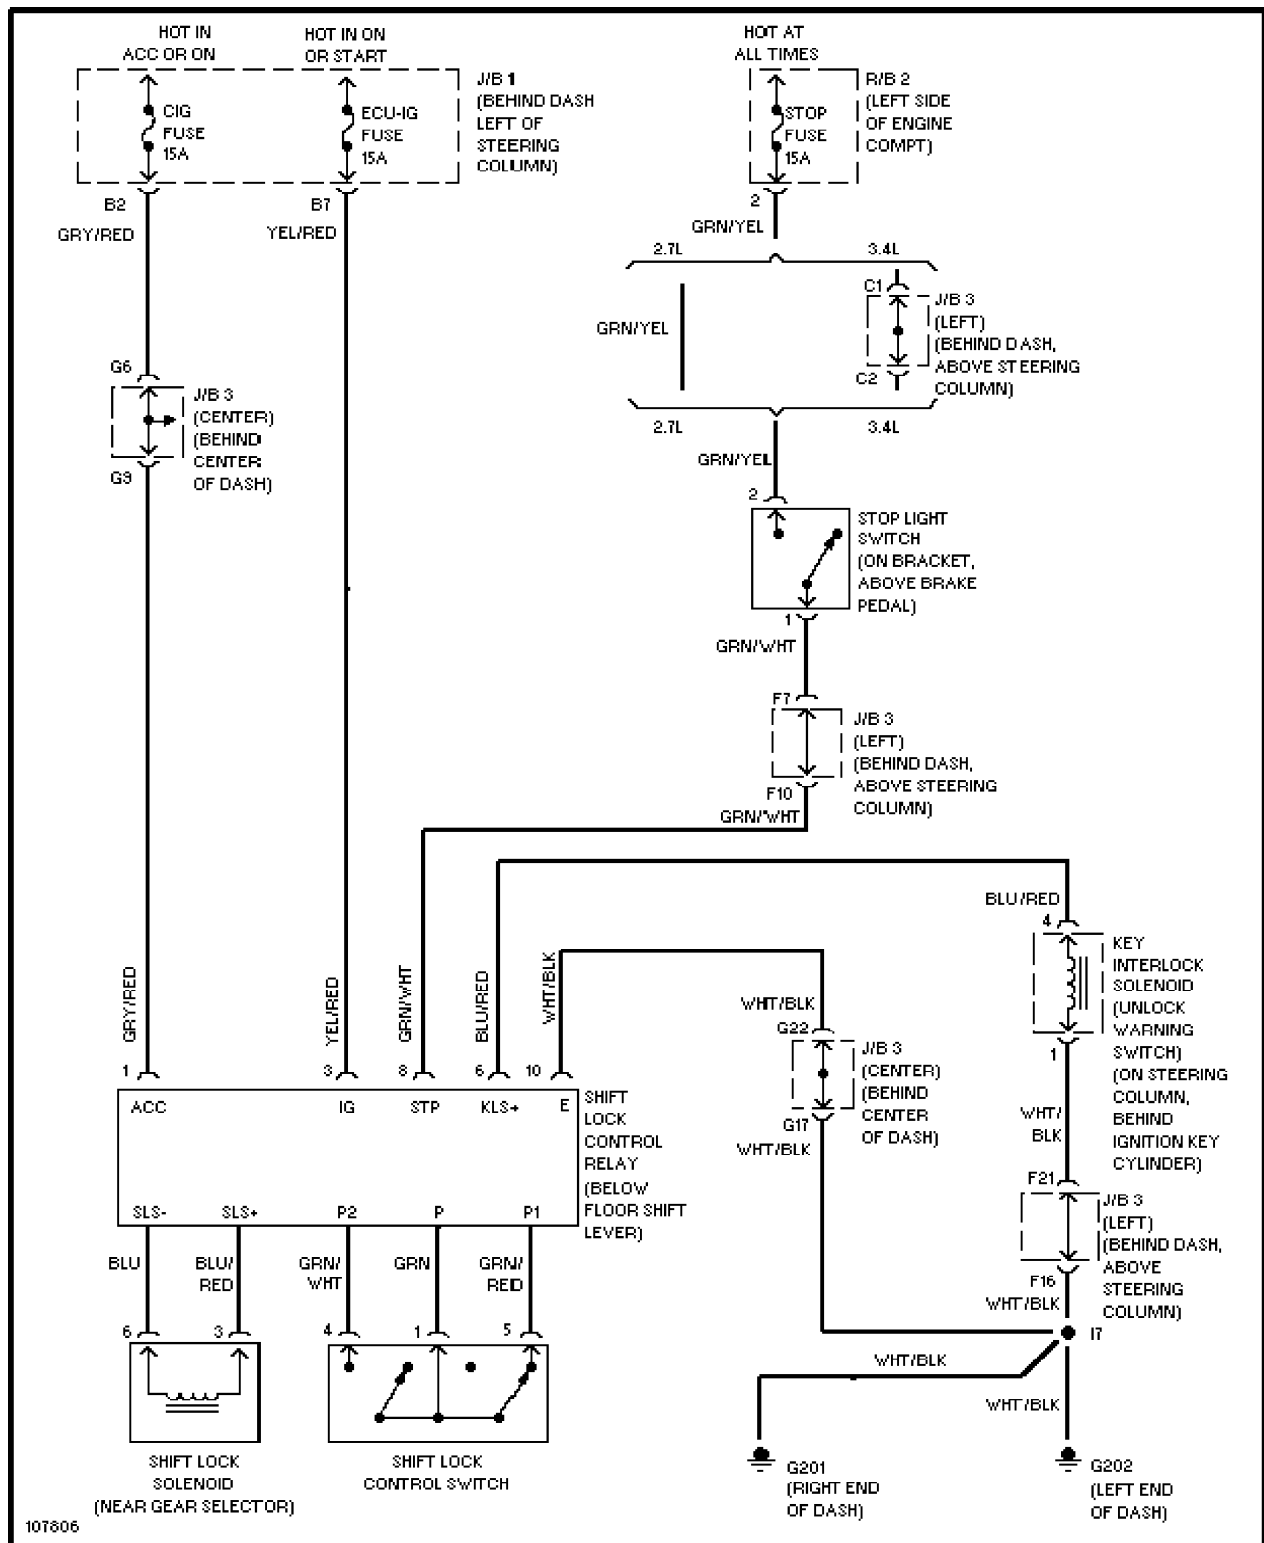 HOT IN
ACC OR ON
HOT IN ON
OR START
HOT AT
ALL TIMES
CIG
FUSE
15A
ECU-IG
FUSE
15A
J/B 1
(BEHIND DASH
LEFT OF
STEERING
COLUMN)
STOP
FUSE
15A
R/B 2
(LEFT SIDE
OF ENGINE
COMPT)
B2
GRY/RED
B7
YEL/RED
2
GRN/YEL
2.7L
3.4L
GRN/YEL
C1
C2
J/B 3
(LEFT)
(BEHIND DASH,
ABOVE STEERING
COLUMN)
2.7L
3.4L
G6
G9
J/B 3
(CENTER)
(BEHIND
CENTER
OF DASH)
GRN/YEL
2
STOP LIGHT
SWITCH
(ON BRACKET,
ABOVE BRAKE
PEDAL)
1
GRN/WHT
F7
J/B 3
(LEFT)
(BEHIND DASH,
ABOVE STEERING
COLUMN)
F10
GRN/WHT
BLU/RED
4
KEY
INTERLOCK
SOLENOID
(UNLOCK
WARNING
SWITCH)
(ON STEERING
COLUMN,
BEHIND
IGNITION KEY
CYLINDER)
1
WHT/
BLK
GRY/RED
YEL/RED
GRN/WHT
BLU/RED
WHT/BLK
WHT/BLK
G22
J/B 3
(CENTER)
(BEHIND
CENTER
OF DASH)
G17
WHT/BLK
1
3
8
6
10
ACC
IG
STP
KLS+
E
SHIFT
LOCK
CONTROL
RELAY
(BELOW
FLOOR SHIFT
LEVER)
SLS-
SLS+
P2
P
P1
F21
J/B 3
(LEFT)
(BEHIND DASH,
ABOVE
STEERING
COLUMN)
F16
WHT/BLK
I7
BLU
BLU/
RED
GRN/
WHT
GRN
GRN/
RED
6
3
4
1
5
WHT/BLK
WHT/BLK
SHIFT LOCK
SOLENOID
(NEAR GEAR SELECTOR)
SHIFT LOCK
CONTROL SWITCH
G201
(RIGHT END
OF DASH)
G202
(LEFT END
OF DASH)
107806